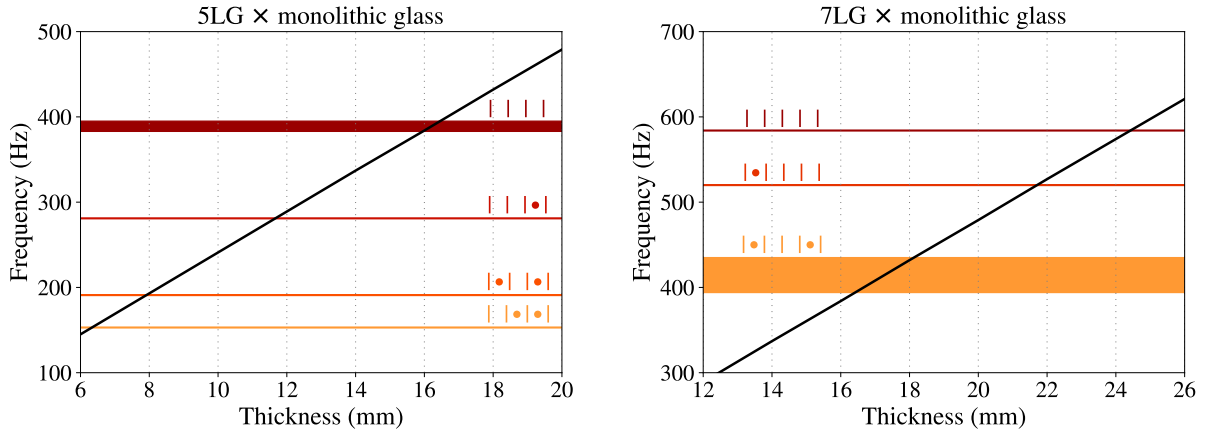 5LG × monolithic glass
Frequency (Hz)
500
400
300
200
100
6 8 10 12 14 16 18 20
Thickness (mm)
7LG × monolithic glass
Frequency (Hz)
700
600
500
400
300
12 14 16 18 20 22 24 26
Thickness (mm)